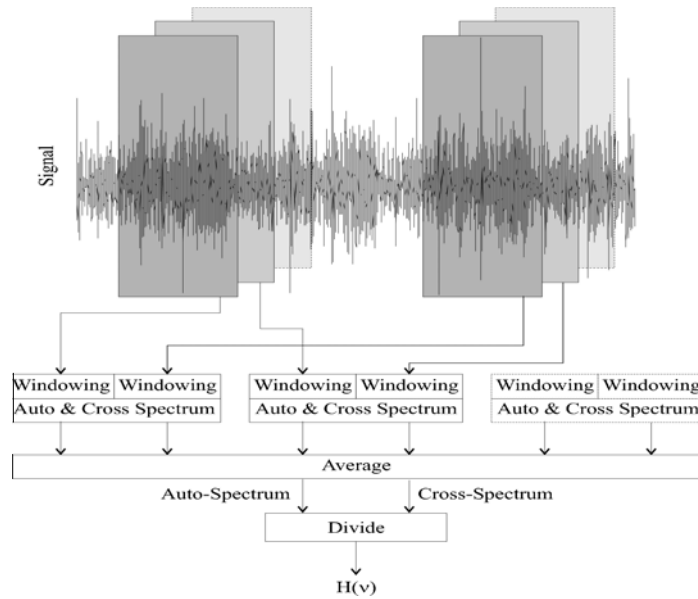 Signal
Windowing Windowing Windowing Windowing Windowing Windowing
Auto & Cross Spectrum Auto & Cross Spectrum Auto & Cross Spectrum
Average
Auto-Spectrum Cross-Spectrum
Divide
H(ν)